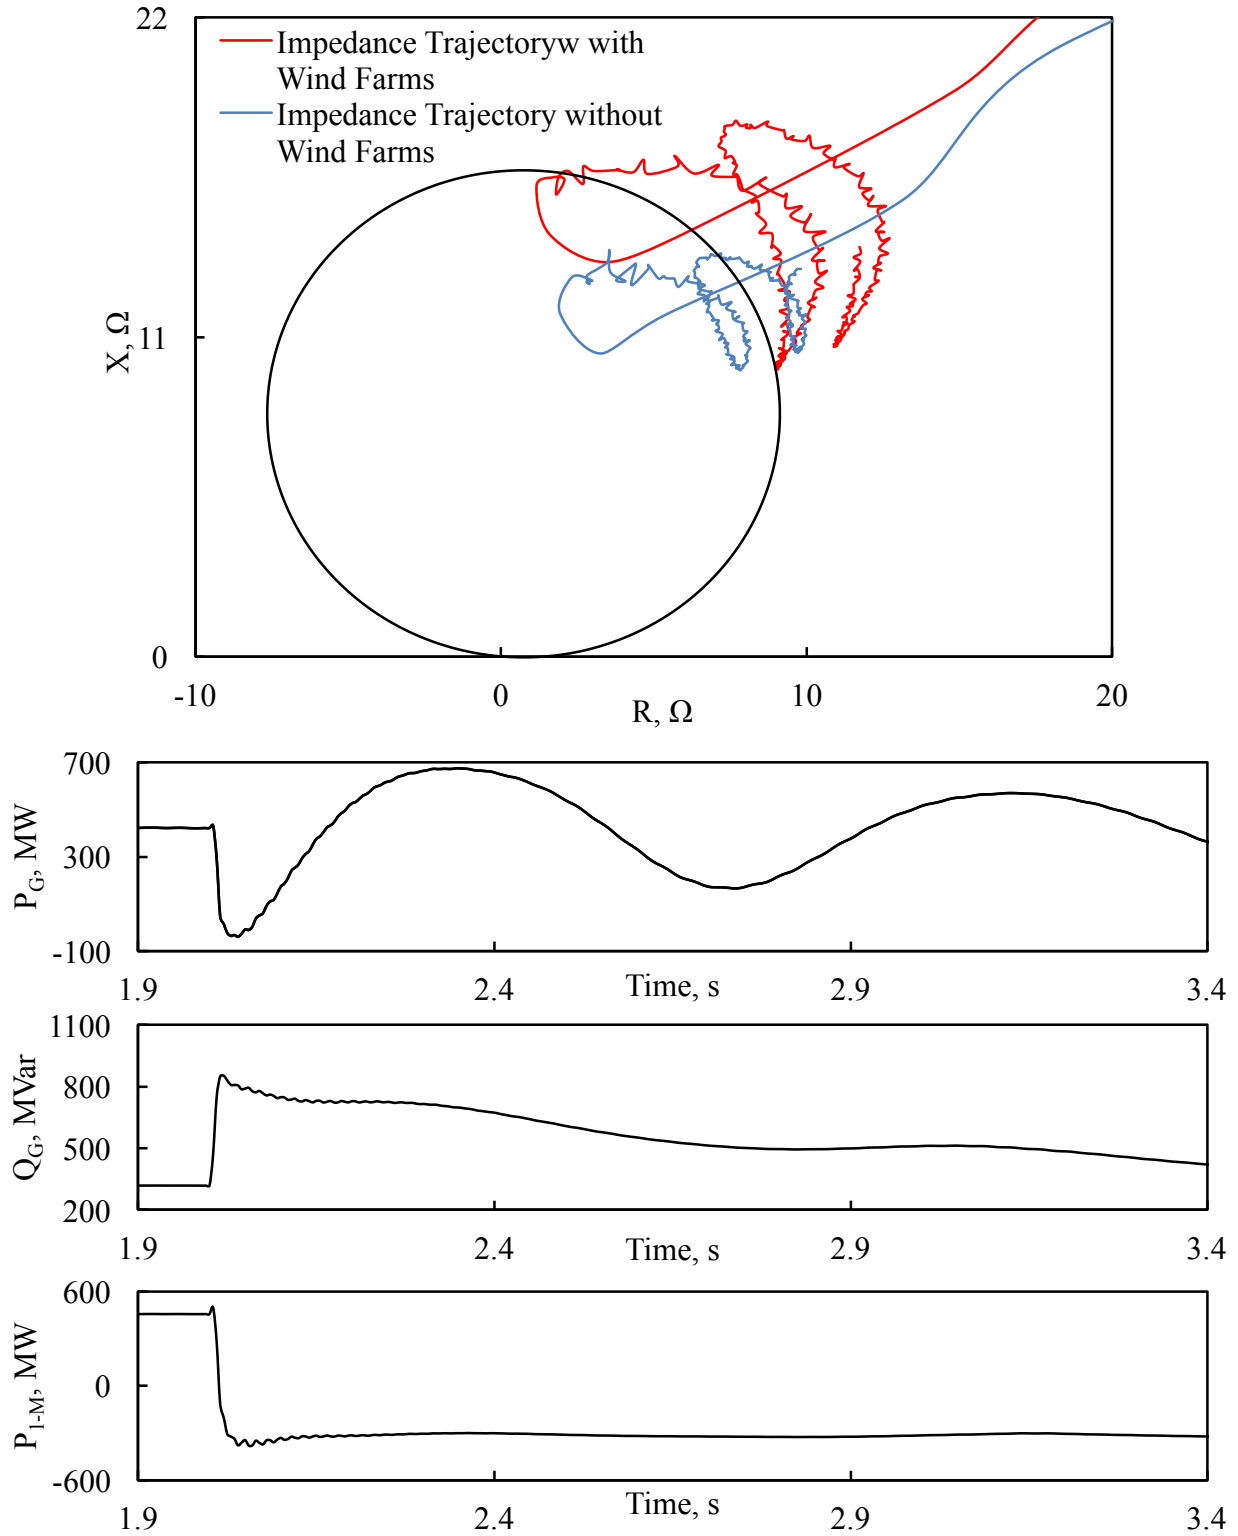 22
Impedance Trajectoryw with
Wind Farms
Impedance Trajectory without
Wind Farms
X, Ω
11
0
-10
0
10
20
R, Ω
700
300
-100
P_G, MW
1.9
2.4
Time, s
2.9
3.4
1100
800
500
200
Q_G, MVar
1.9
2.4
Time, s
2.9
3.4
600
0
-600
P_1-M, MW
1.9
2.4
Time, s
2.9
3.4